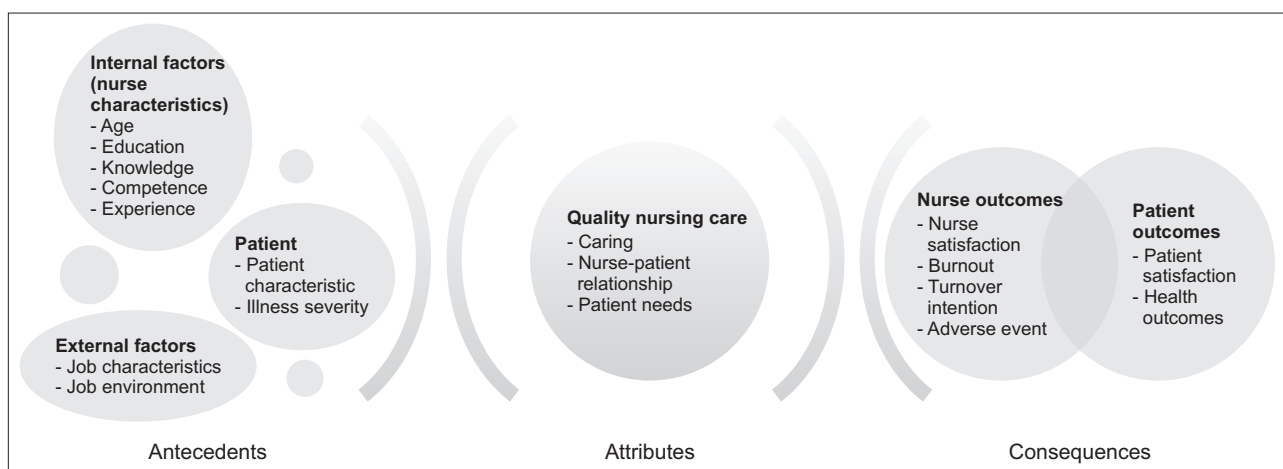 Internal factors
(nurse
characteristics)
- Age
- Education
- Knowledge
- Competence
- Experience
Patient
- Patient
characteristic
- Illness severity
External factors
- Job characteristics
- Job environment
Antecedents
Quality nursing care
- Caring
- Nurse-patient
relationship
- Patient needs
Attributes
Nurse outcomes
- Nurse
satisfaction
- Burnout
- Turnover
intention
- Adverse event
Patient
outcomes
- Patient
satisfaction
- Health
outcomes
Consequences